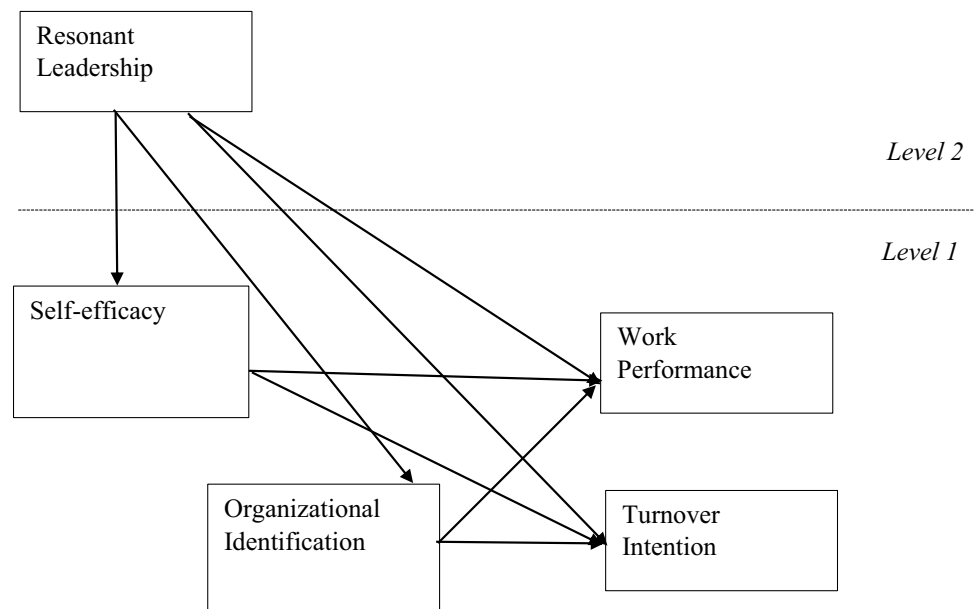 Resonant
Leadership
Level 2
Level 1
Self-efficacy
Work
Performance
Organizational
Identification
Turnover
Intention